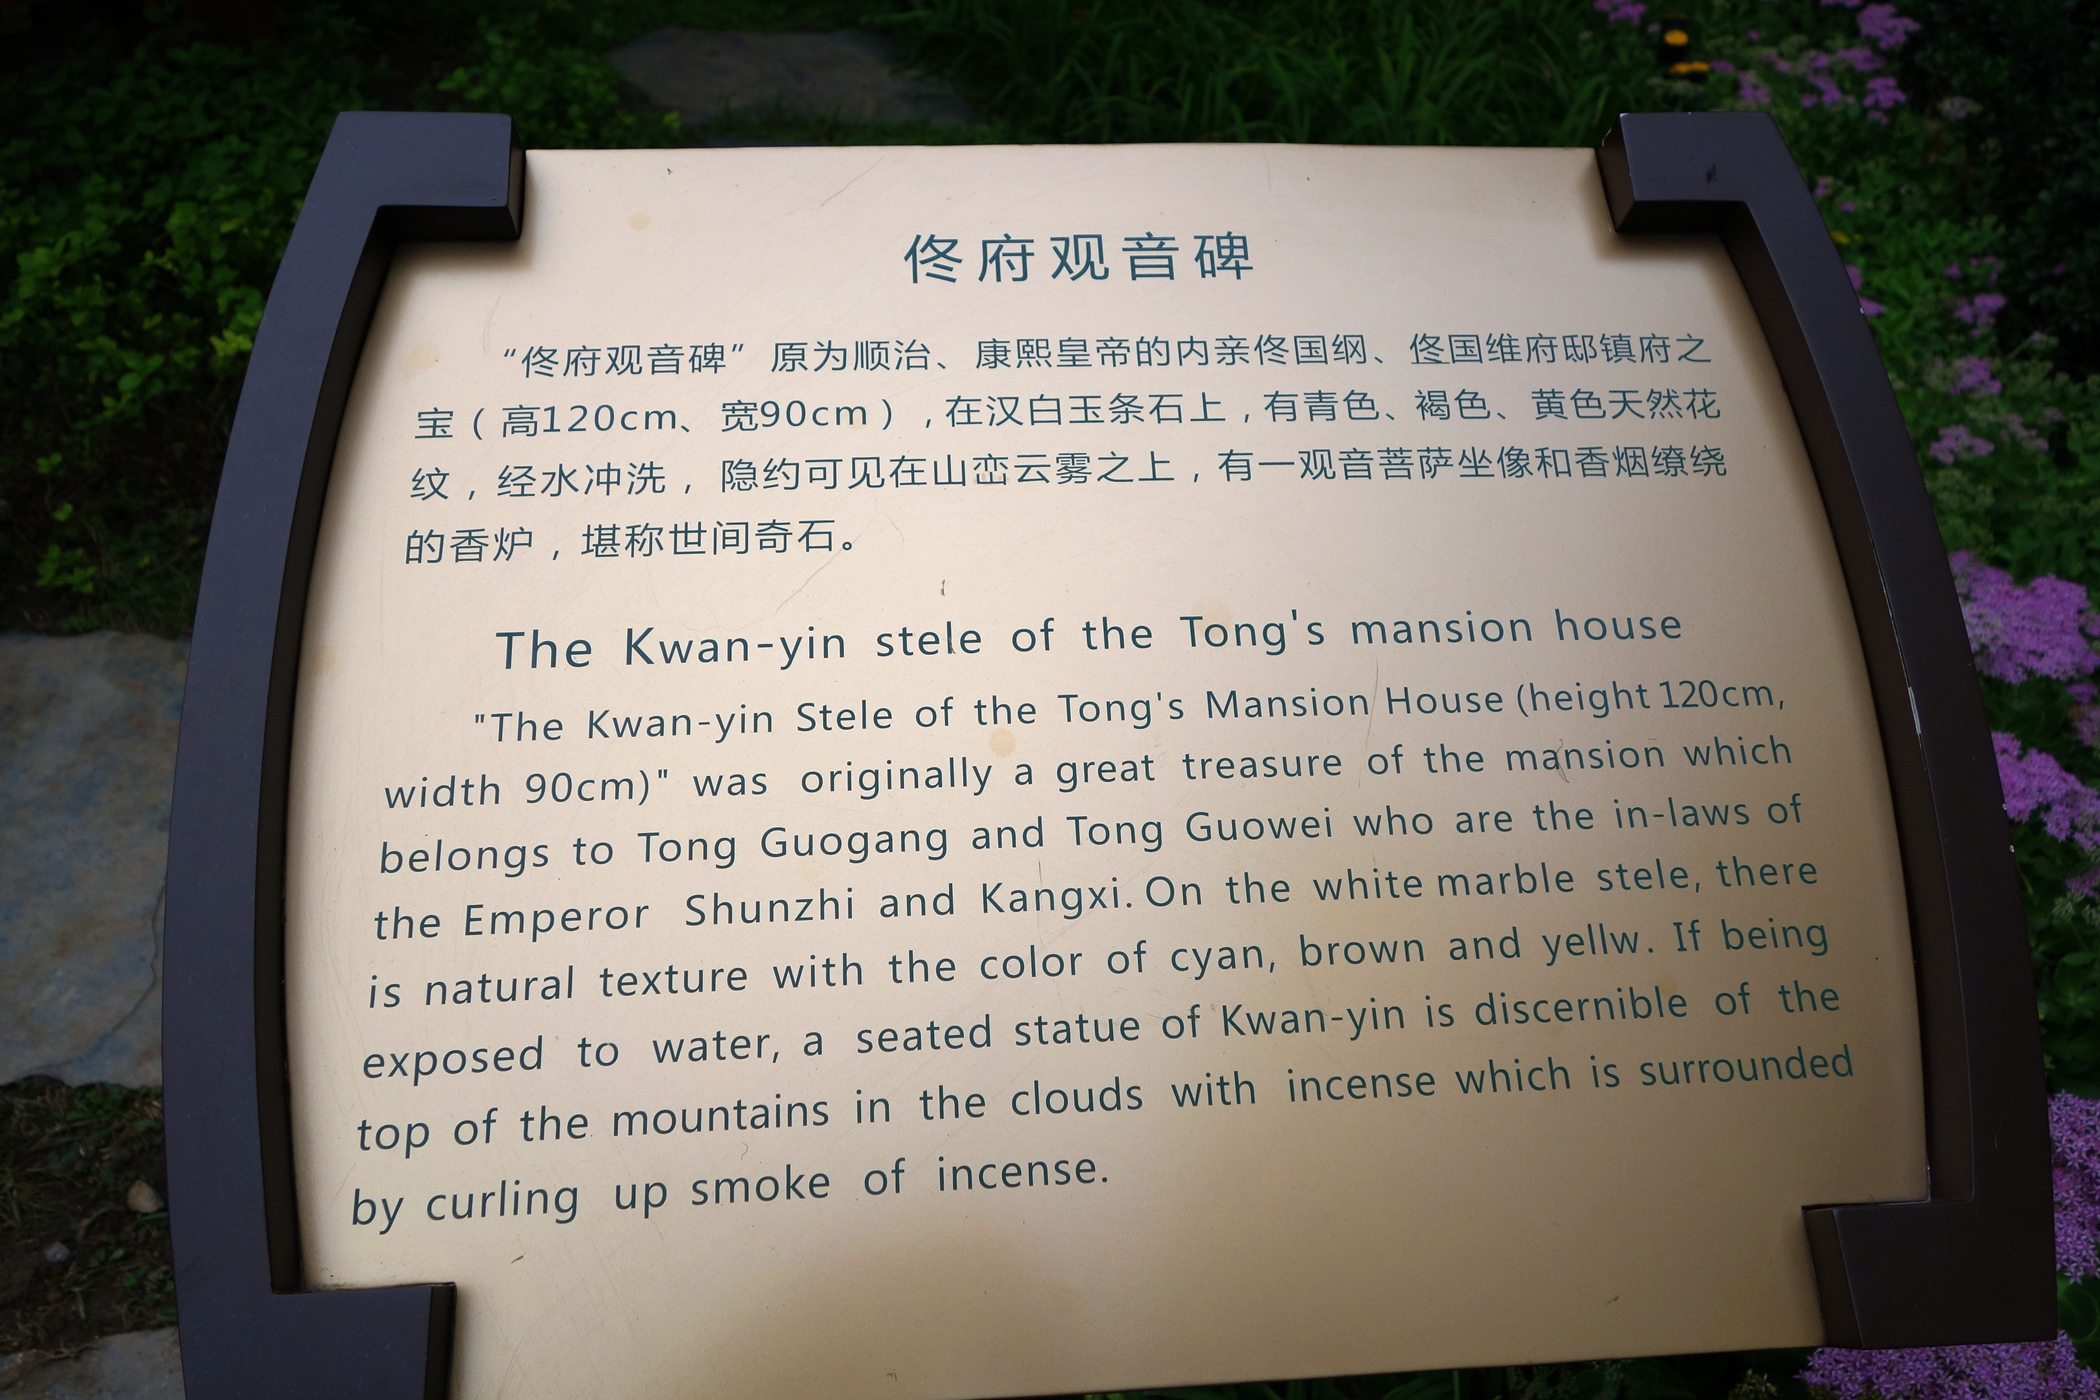 佟府观音碑
“佟府观音碑”原为顺治、康熙皇帝的内亲佟国纲、佟国维府邸镇府之
宝（高120cm、宽90cm）,在汉白玉条石上,有青色、褐色、黄色天然花
纹,经水冲洗,隐约可见在山峦云雾之上,有一观音菩萨坐像和香烟缭绕
的香炉,堪称世间奇石。
The Kwan-yin stele of the Tong's mansion house
"The Kwan-yin Stele of the Tong's Mansion House (height 120cm,
width 90cm)" was originally a great treasure of the mansion which
belongs to Tong Guogang and Tong Guowei who are the in-laws of
the Emperor Shunzhi and Kangxi. On the white marble stele, there
is natural texture with the color of cyan, brown and yellw. If being
exposed to water, a seated statue of Kwan-yin is discernible of the
top of the mountains in the clouds with incense which is surrounded
by curling up smoke of incense.